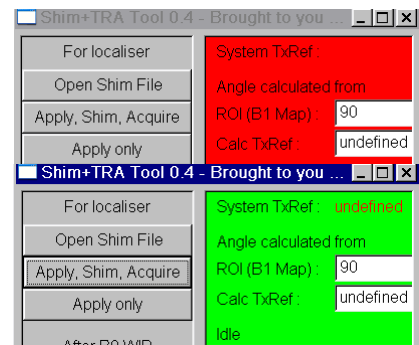 Shim+TRA Tool 0.4 - Brought to you ...
For localiser
System TxRef :
Open Shim File
Angle calculated from
Apply, Shim, Acquire
ROI (B1 Map) : 90
Apply only
Calc TxRef : undefined
Shim+TRA Tool 0.4 - Brought to you ...
For localiser
System TxRef : undefined
Open Shim File
Angle calculated from
Apply, Shim, Acquire
ROI (B1 Map) : 90
Apply only
Calc TxRef : undefined
After B0 WIP
Idle